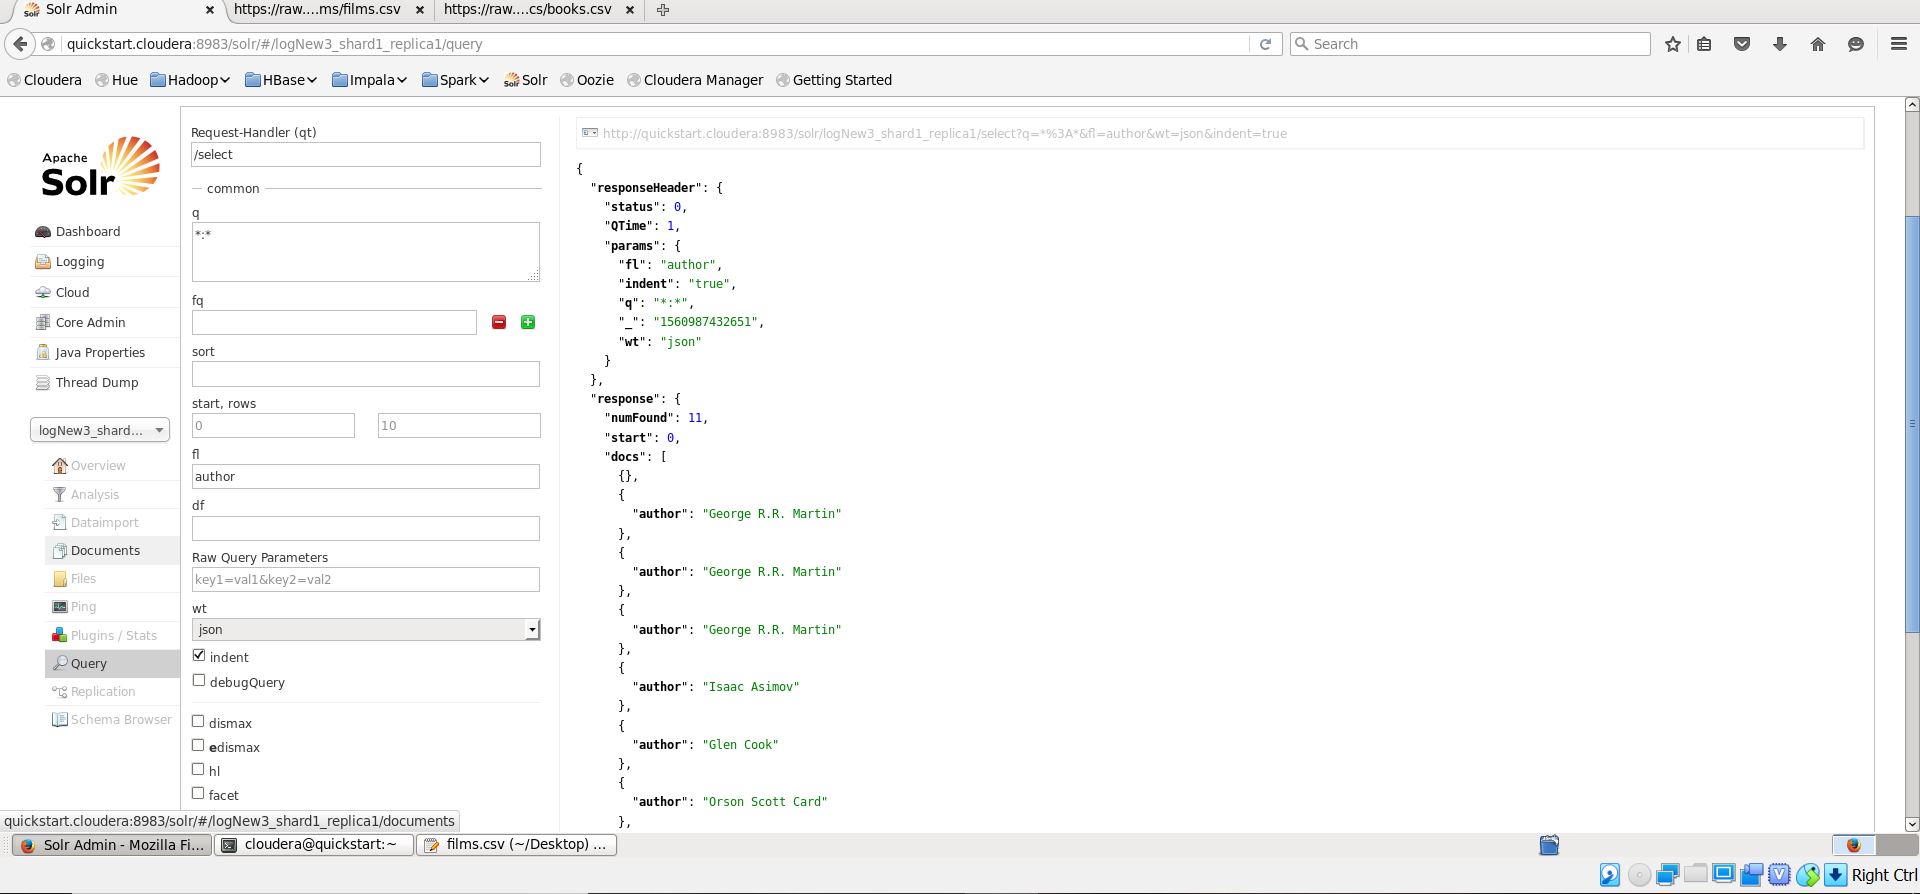 Solr Admin
https://raw....ms/films.csv
https://raw....cs/books.csv
quickstart.cloudera:8983/solr/#/logNew3_shard1_replica1/query
Search
Cloudera Hue Hadoop HBase Impala Spark Solr Oozie Cloudera Manager Getting Started
Apache
Solr
Dashboard
Logging
Cloud
Core Admin
Java Properties
Thread Dump
logNew3_shard...
Overview
Analysis
Dataimport
Documents
Files
Ping
Plugins / Stats
Query
Replication
Schema Browser
Request-Handler (qt)
/select
common
q
*:*
fq
sort
start, rows
0 10
fl
author
df
Raw Query Parameters
key1=val1&key2=val2
wt
json
indent
debugQuery
dismax
edismax
hl
facet
http://quickstart.cloudera:8983/solr/logNew3_shard1_replica1/select?q=*%3A*&fl=author&wt=json&indent=true
{
"responseHeader": {
"status": 0,
"QTime": 1,
"params": {
"fl": "author",
"indent": "true",
"q": "*:*",
"_": "1560987432651",
"wt": "json"
}
},
"response": {
"numFound": 11,
"start": 0,
"docs": [
{},
{
"author": "George R.R. Martin"
},
{
"author": "George R.R. Martin"
},
{
"author": "George R.R. Martin"
},
{
"author": "Isaac Asimov"
},
{
"author": "Glen Cook"
},
{
"author": "Orson Scott Card"
},
quickstart.cloudera:8983/solr/#/logNew3_shard1_replica1/documents
Solr Admin - Mozilla Fi...
cloudera@quickstart:~
films.csv (~/Desktop) ...
Right Ctrl